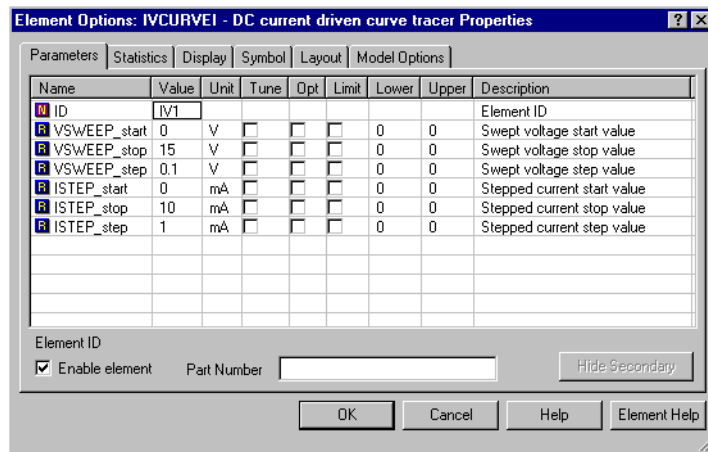 Element Options: IVCURVEI - DC current driven curve tracer Properties
Parameters Statistics Display Symbol Layout Model Options
Name Value Unit Tune Opt Limit Lower Upper Description
N ID IV1 Element ID
R VSWEEP_start 0 V 0 0 Swept voltage start value
R VSWEEP_stop 15 V 0 0 Swept voltage stop value
R VSWEEP_step 0.1 V 0 0 Swept voltage step value
R ISTEP_start 0 mA 0 0 Stepped current start value
R ISTEP_stop 10 mA 0 0 Stepped current stop value
R ISTEP_step 1 mA 0 0 Stepped current step value
Element ID
Enable element Part Number Hide Secondary
OK Cancel Help Element Help